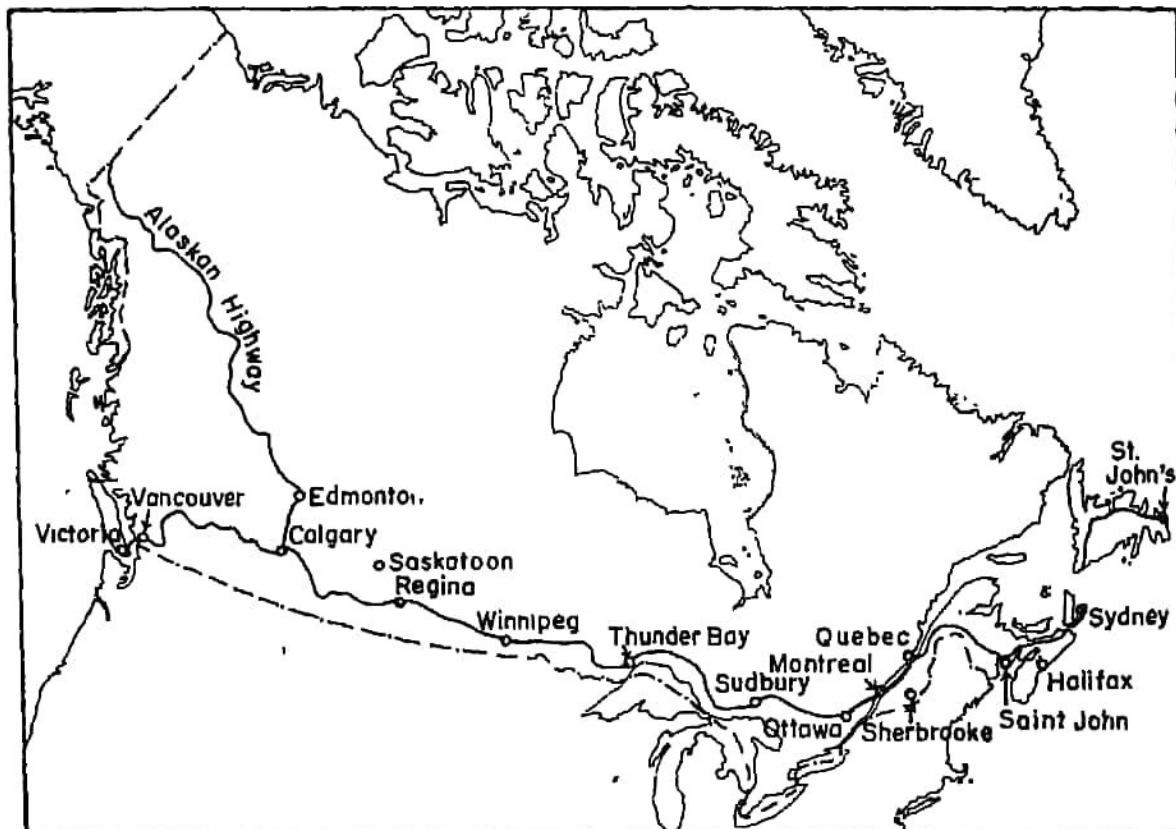 Alaskan Highway
St.
John's
Edmonton
Vancouver
Victoria
Calgary
Saskatoon
Regina
Winnipeg
Thunder Bay
Quebec
Sydney
Montreal
Sudbury
Halifax
Ottawa
Sherbrooke
Saint John